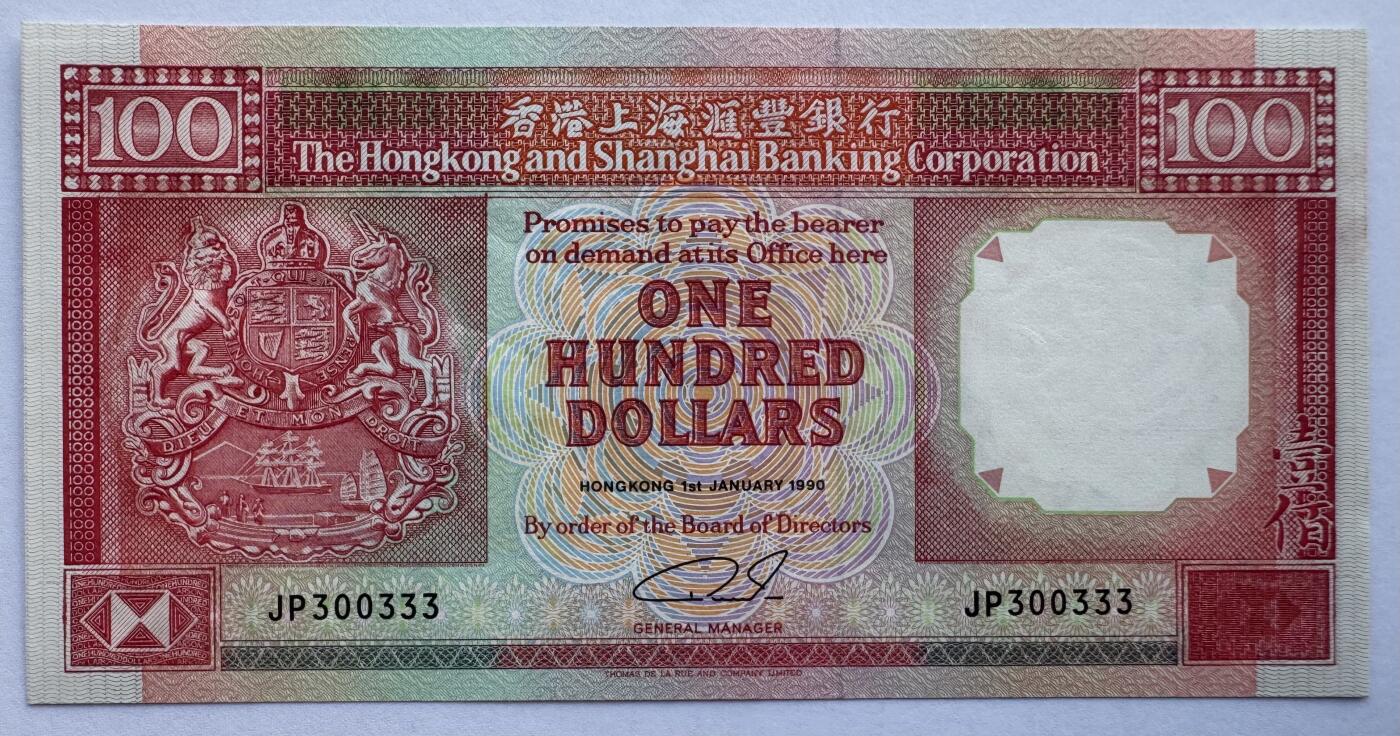 100
100
香港上海滙豐銀行
The Hongkong and Shanghai Banking Corporation
Promises to pay the bearer
on demand at its Office here
ONE
HUNDRED
DOLLARS
HONGKONG 1st JANUARY 1990
By order of the Board of Directors
GENERAL MANAGER
DIEU ET MON DROIT
壹佰
JP300333
JP300333
THOMAS DE LA RUE AND COMPANY LIMITED